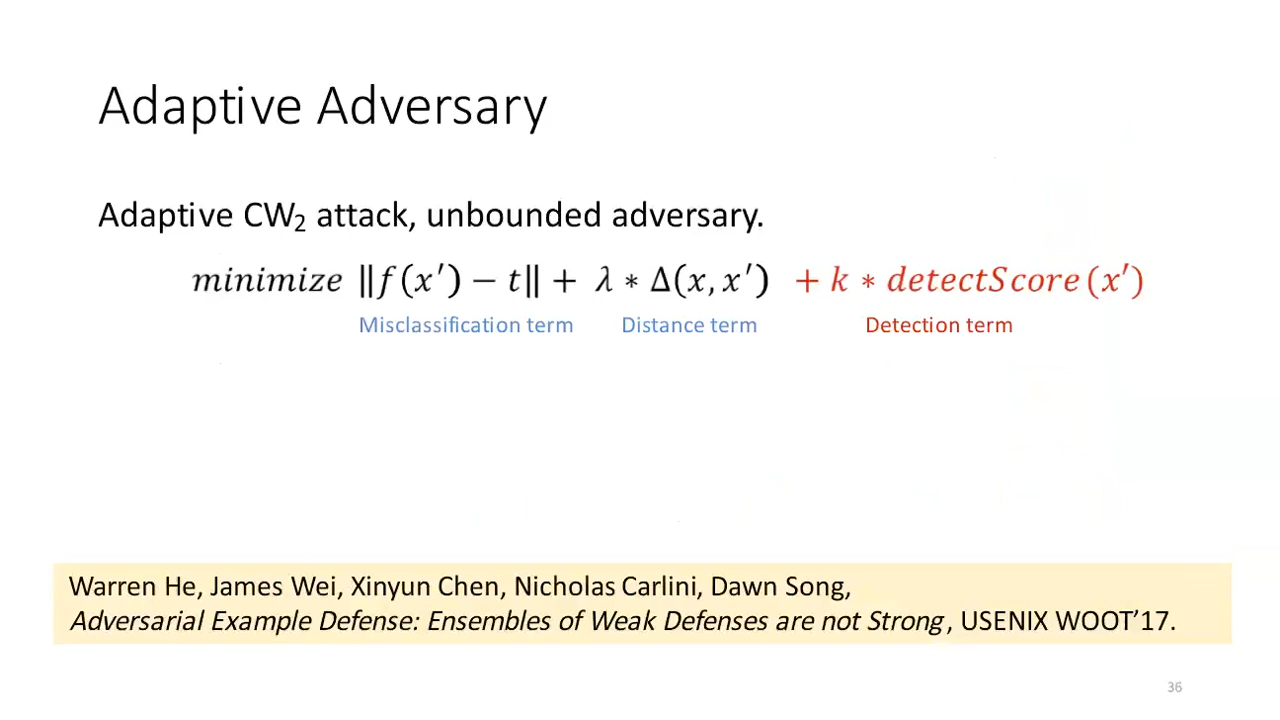 Adaptive Adversary
Adaptive CW₂ attack, unbounded adversary.
minimize ‖f(x′) − t‖ + λ ∗ Δ(x, x′) + k ∗ detectScore(x′)
Misclassification term Distance term Detection term
Warren He, James Wei, Xinyun Chen, Nicholas Carlini, Dawn Song,
Adversarial Example Defense: Ensembles of Weak Defenses are not Strong, USENIX WOOT’17.
36